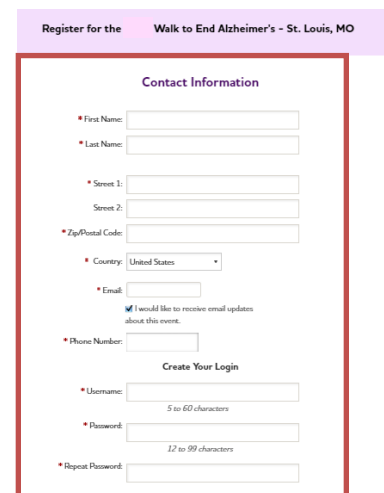 Register for the Walk to End Alzheimer's - St. Louis, MO
Contact Information
* First Name:
* Last Name:
* Street 1:
Street 2:
* Zip/Postal Code:
* Country: United States
* Email:
I would like to receive email updates
about this event.
* Phone Number:
Create Your Login
* Username:
5 to 60 characters
* Password:
12 to 99 characters
* Repeat Password: